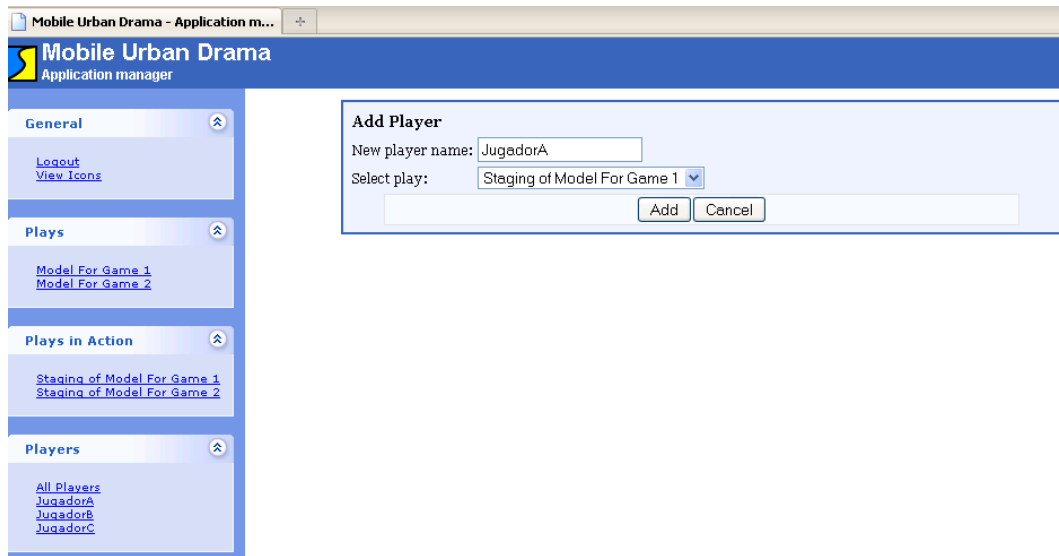 Mobile Urban Drama - Application m...
Mobile Urban Drama
Application manager
General
Logout
View Icons
Plays
Model For Game 1
Model For Game 2
Plays in Action
Staging of Model For Game 1
Staging of Model For Game 2
Players
All Players
JugadorA
JugadorB
JugadorC
Add Player
New player name: JugadorA
Select play: Staging of Model For Game 1
Add Cancel